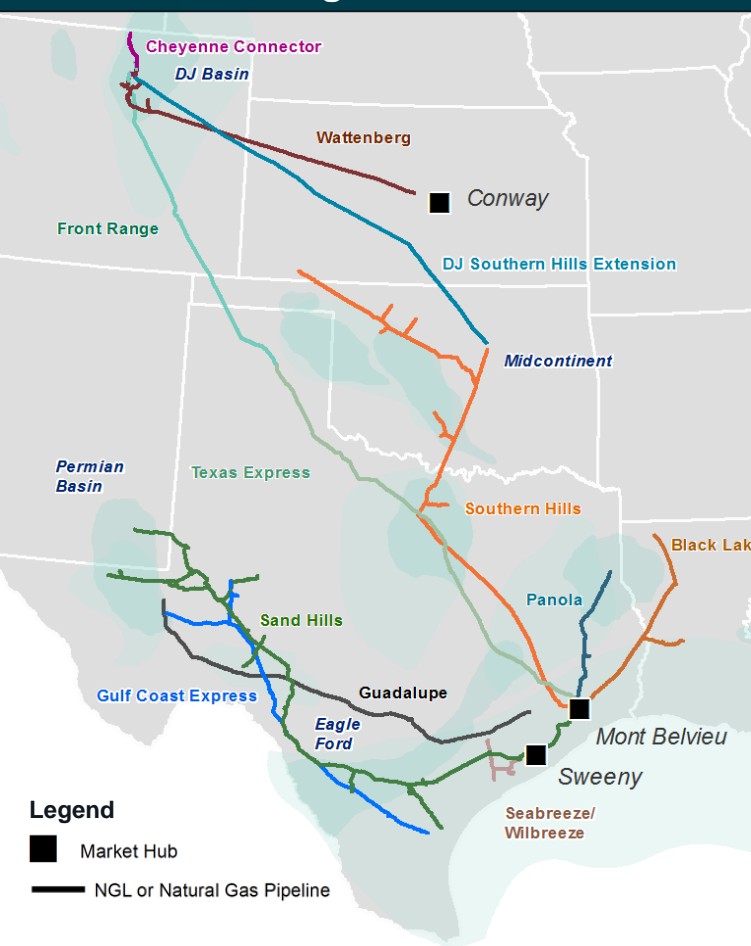 Cheyenne Connector
DJ Basin
Wattenberg
Conway
Front Range
DJ Southern Hills Extension
Midcontinent
Permian
Basin
Texas Express
Southern Hills
Black Lak
Panola
Sand Hills
Gulf Coast Express
Guadalupe
Eagle
Ford
Mont Belvieu
Sweeny
Seabreeze/
Wilbreeze
Legend
Market Hub
NGL or Natural Gas Pipeline